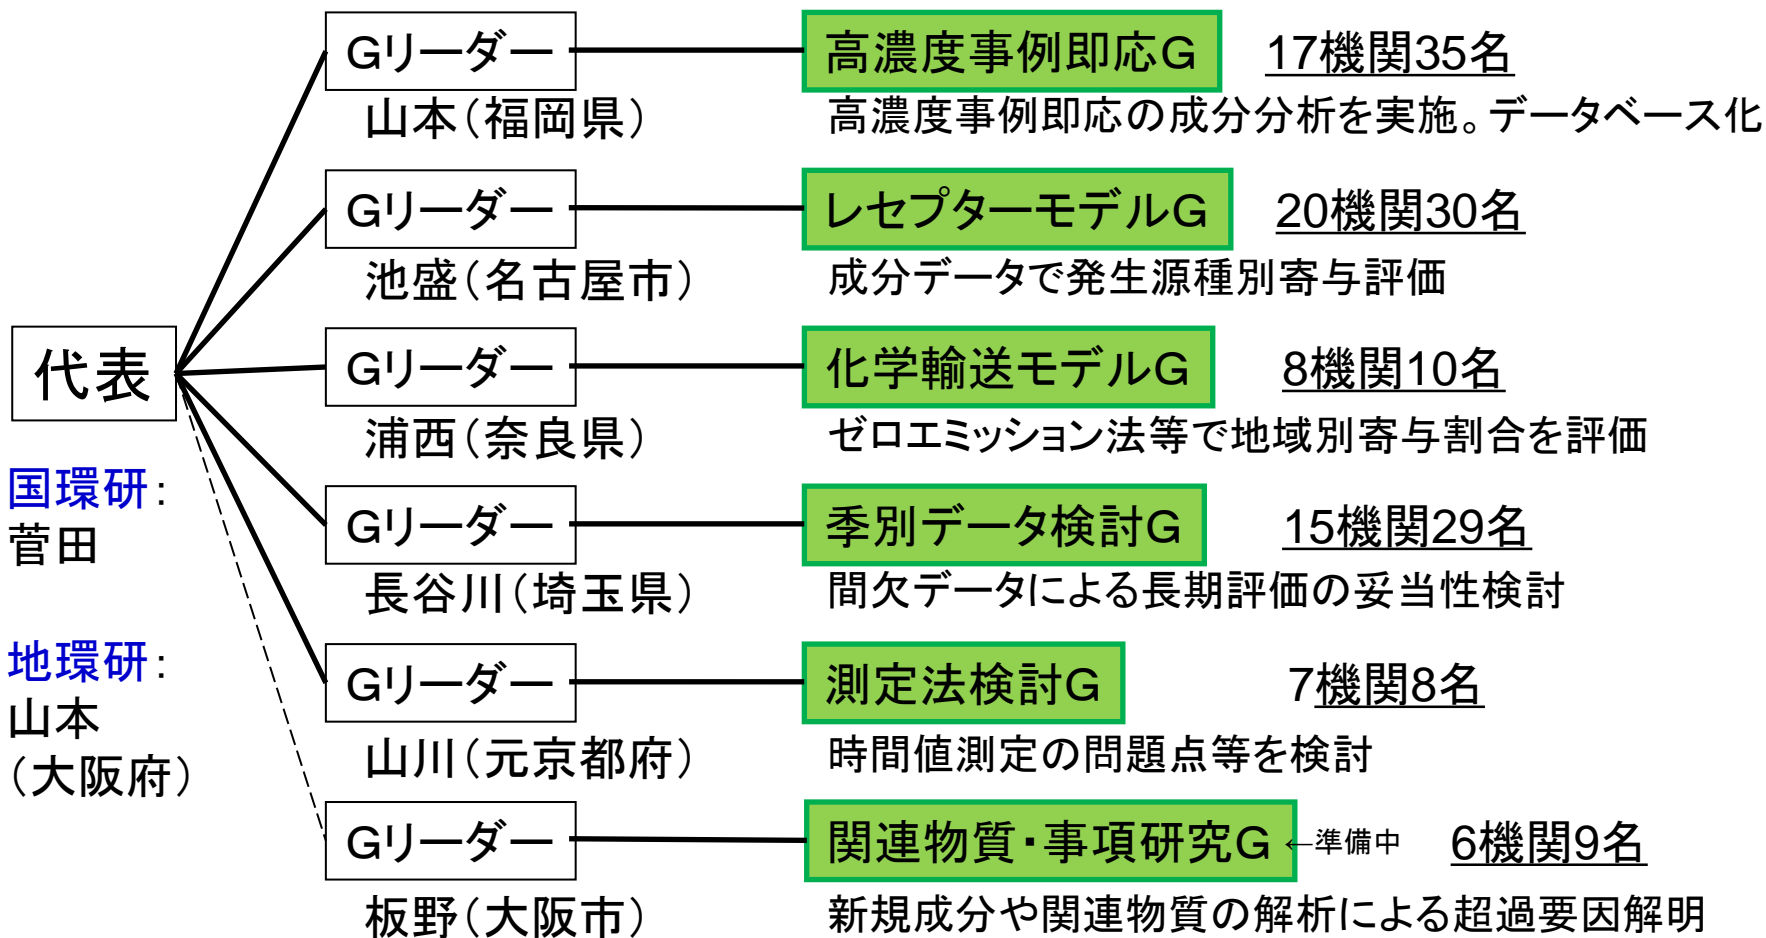 代表
国環研：
菅田
地環研：
山本
（大阪府）
Gリーダー
高濃度事例即応G
17機関35名
山本（福岡県）
高濃度事例即応の成分分析を実施。データベース化
Gリーダー
レセプターモデルG
20機関30名
池盛（名古屋市）
成分データで発生源種別寄与評価
Gリーダー
化学輸送モデルG
8機関10名
浦西（奈良県）
ゼロエミッション法等で地域別寄与割合を評価
Gリーダー
季別データ検討G
15機関29名
長谷川（埼玉県）
間欠データによる長期評価の妥当性検討
Gリーダー
測定法検討G
7機関8名
山川（元京都府）
時間値測定の問題点等を検討
Gリーダー
関連物質・事項研究G
←準備中
6機関9名
板野（大阪市）
新規成分や関連物質の解析による超過要因解明